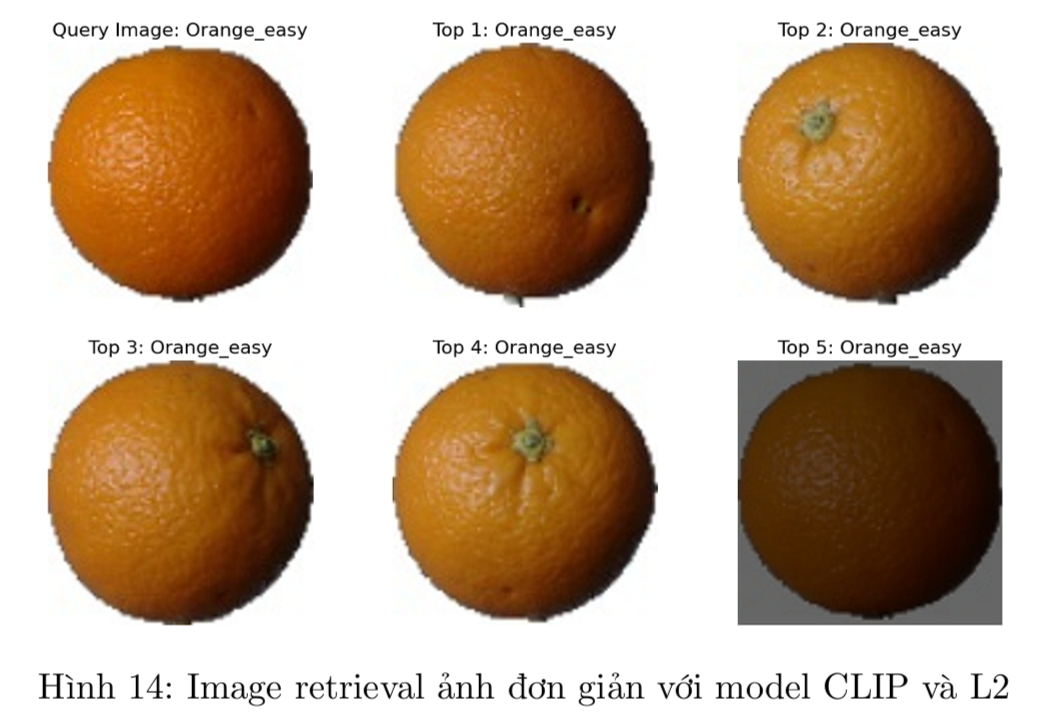 Query Image: Orange_easy
Top 1: Orange_easy
Top 2: Orange_easy
Top 3: Orange_easy
Top 4: Orange_easy
Top 5: Orange_easy
Hình 14: Image retrieval ảnh đơn giản với model CLIP và L2